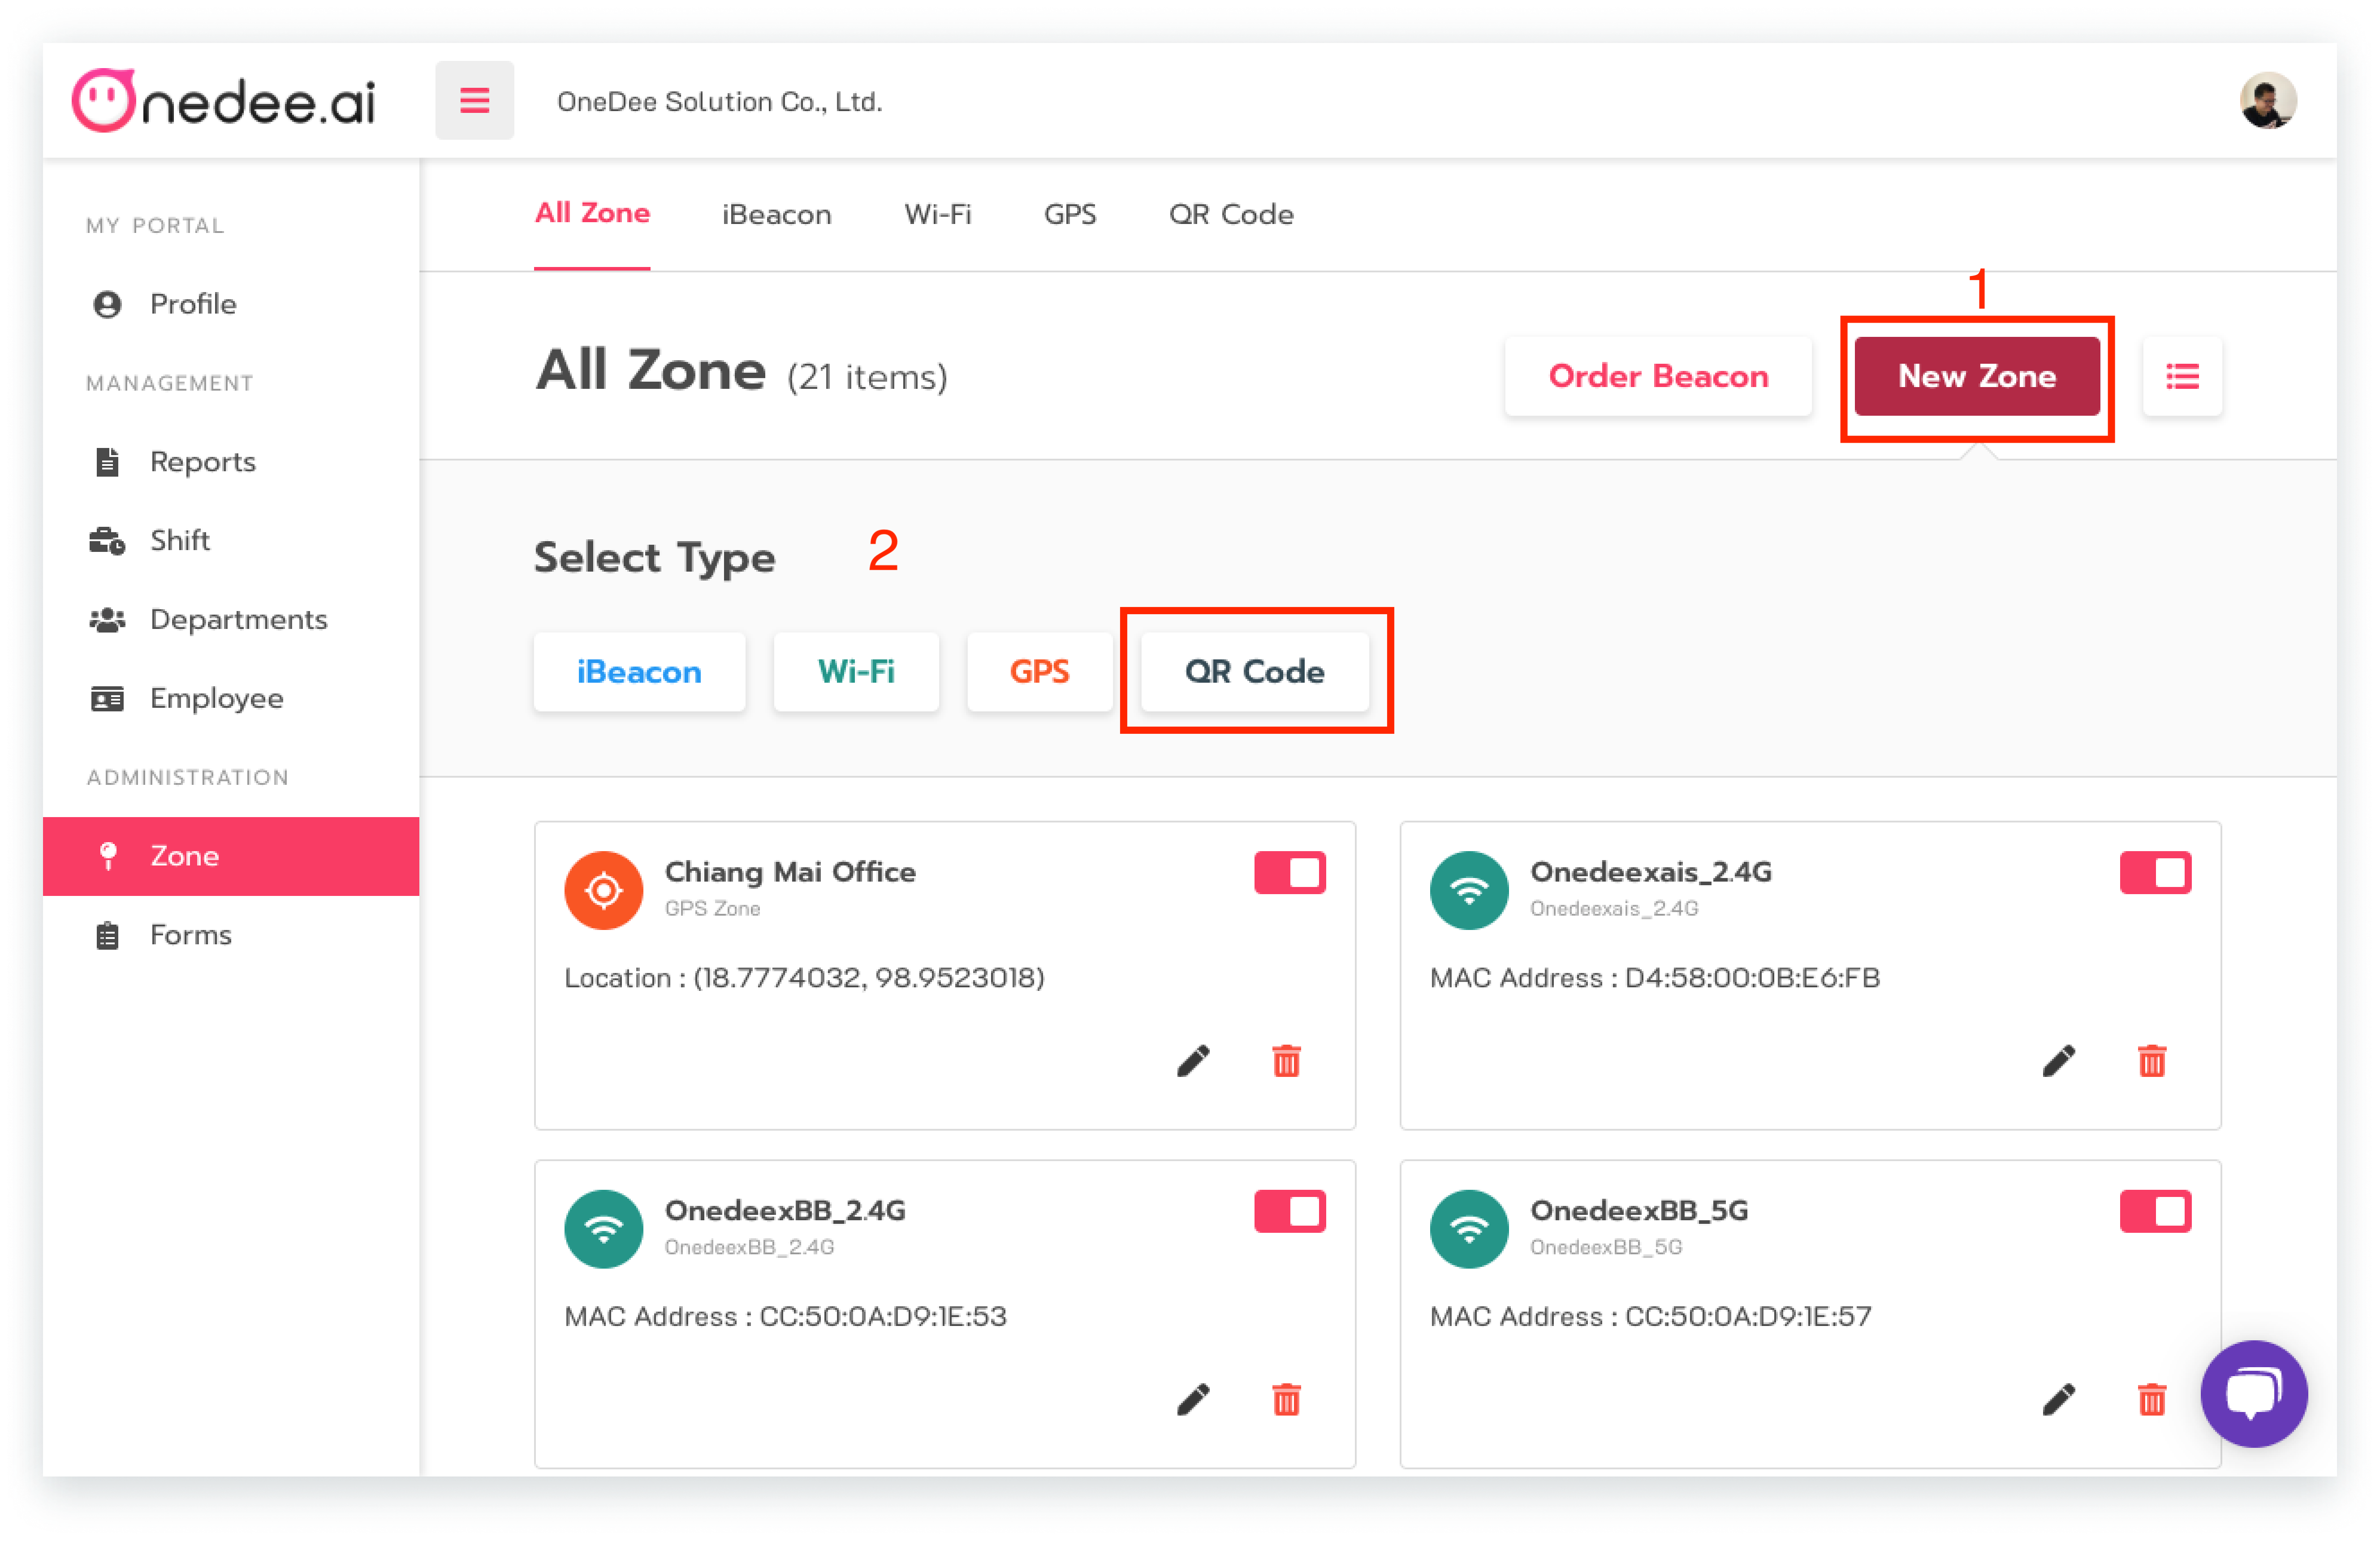 Onedee.ai
OneDee Solution Co., Ltd.
MY PORTAL
Profile
MANAGEMENT
Reports
Shift
Departments
Employee
ADMINISTRATION
Zone
Forms
All Zone iBeacon Wi-Fi GPS QR Code
1
All Zone (21 items) Order Beacon New Zone
Select Type 2
iBeacon Wi-Fi GPS QR Code
Chiang Mai Office
GPS Zone
Location : (18.7774032, 98.9523018)
Onedeexais_2.4G
Onedeexais_2.4G
MAC Address : D4:58:00:0B:E6:FB
OnedeexBB_2.4G
OnedeexBB_2.4G
MAC Address : CC:50:0A:D9:1E:53
OnedeexBB_5G
OnedeexBB_5G
MAC Address : CC:50:0A:D9:1E:57